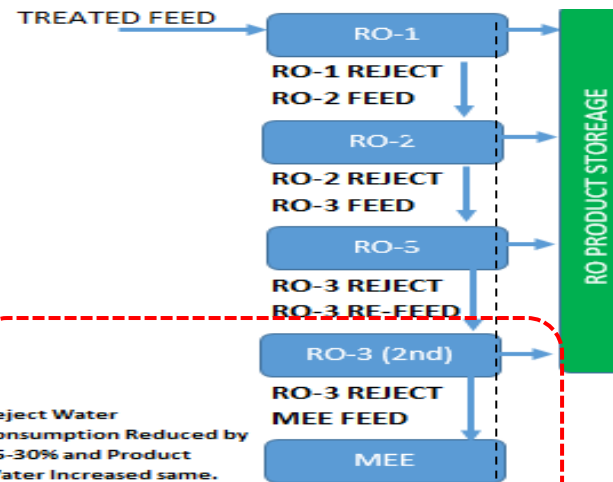 TREATED FEED
RO-1
RO-1 REJECT
RO-2 FEED
RO-2
RO-2 REJECT
RO-3 FEED
RO-3
RO-3 REJECT
RO-3 RE-FEED
RO-3 (2nd)
RO-3 REJECT
MEE FEED
MEE
RO PRODUCT STOREAGE
eject Water
onsumption Reduced by
5-30% and Product
Water Increased same.